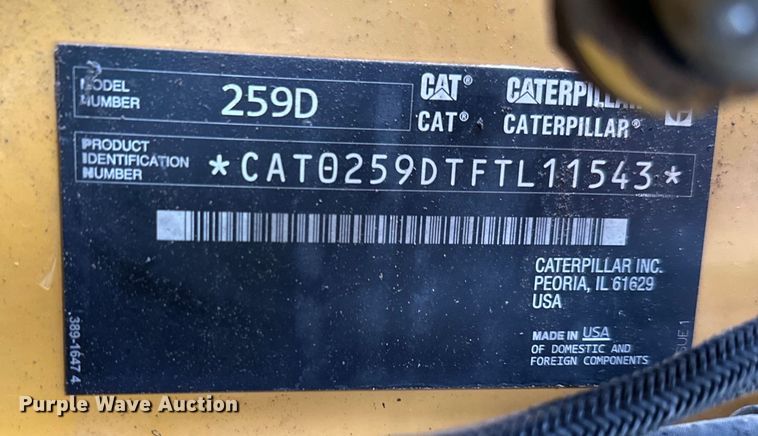 MODEL
NUMBER
259D
CAT® CATERPILLAR
CAT® CATERPILLAR®
PRODUCT
IDENTIFICATION
NUMBER
*CAT0259DTFTL11543*
CATERPILLAR INC.
PEORIA, IL 61629
USA
MADE IN USA
OF DOMESTIC AND
FOREIGN COMPONENTS
389-1647 4
Purple Wave Auction